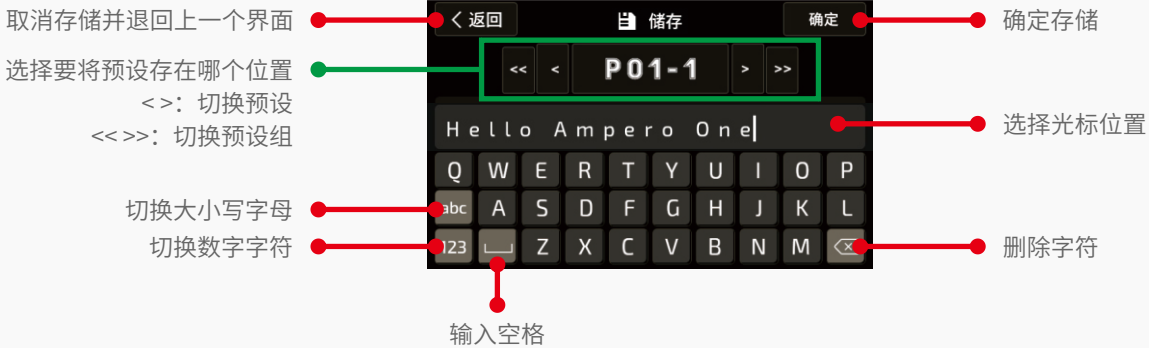 取消存储并退回上一个界面
返回
储存
确定
确定存储
选择要将预设存在哪个位置
< >：切换预设
<< >>：切换预设组
<< < P01-1 > >>
Hello Ampero One
选择光标位置
Q W E R T Y U I O P
切换大小写字母
abc A S D F G H J K L
切换数字字符
123 Z X C V B N M
删除字符
输入空格